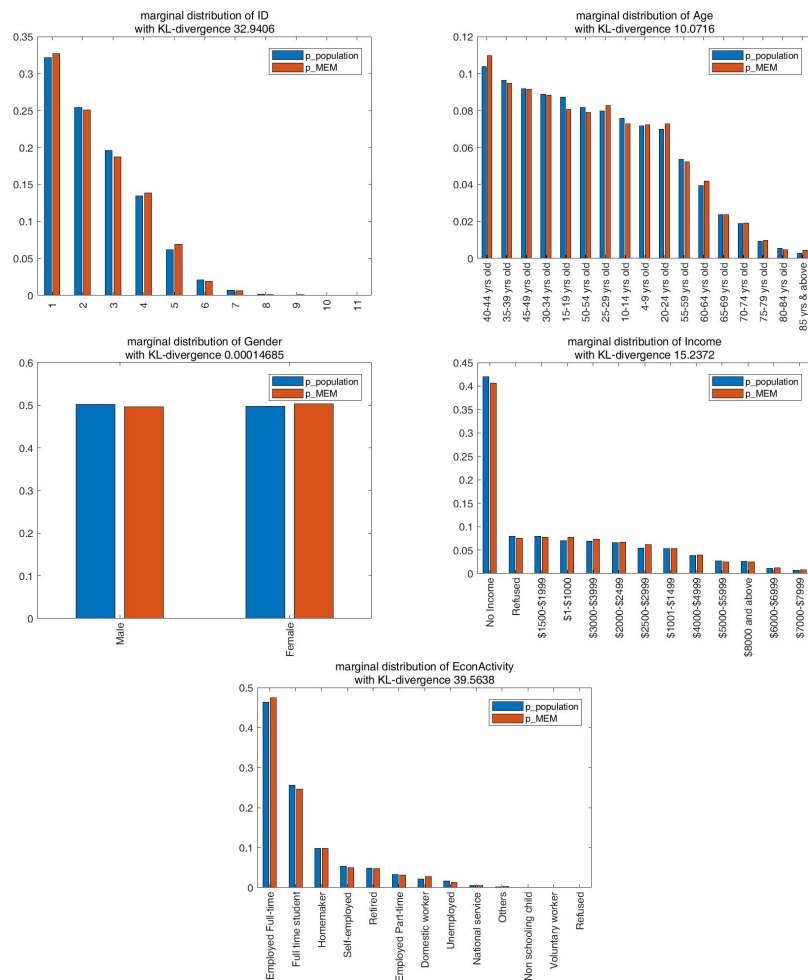 marginal distribution of ID
with KL-divergence 32.9406
0.35
0.3
0.25
0.2
0.15
0.1
0.05
0
p_population
p_MEM
1
2
3
4
5
6
7
8
9
10
11
marginal distribution of Age
with KL-divergence 10.0716
0.12
0.1
0.08
0.06
0.04
0.02
0
p_population
p_MEM
40-44 yrs old
35-39 yrs old
45-49 yrs old
30-34 yrs old
15-19 yrs old
50-54 yrs old
25-29 yrs old
10-14 yrs old
4-9 yrs old
20-24 yrs old
55-59 yrs old
60-64 yrs old
65-69 yrs old
70-74 yrs old
75-79 yrs old
80-84 yrs old
85 yrs & above
marginal distribution of Gender
with KL-divergence 0.00014685
0.6
0.5
0.4
0.3
0.2
0.1
0
p_population
p_MEM
Male
Female
marginal distribution of Income
with KL-divergence 15.2372
0.45
0.4
0.35
0.3
0.25
0.2
0.15
0.1
0.05
0
p_population
p_MEM
No Income
Refused
$1500-$1999
$1-$1000
$3000-$3999
$2000-$2499
$2500-$2999
$1001-$1499
$4000-$4999
$5000-$5999
$8000 and above
$6000-$6999
$7000-$7999
marginal distribution of EconActivity
with KL-divergence 39.5638
0.5
0.4
0.3
0.2
0.1
0
p_population
p_MEM
Employed Full-time
Full time student
Homemaker
Self-employed
Retired
Employed Part-time
Domestic worker
Unemployed
National service
Others
Non schooling child
Voluntary worker
Refused